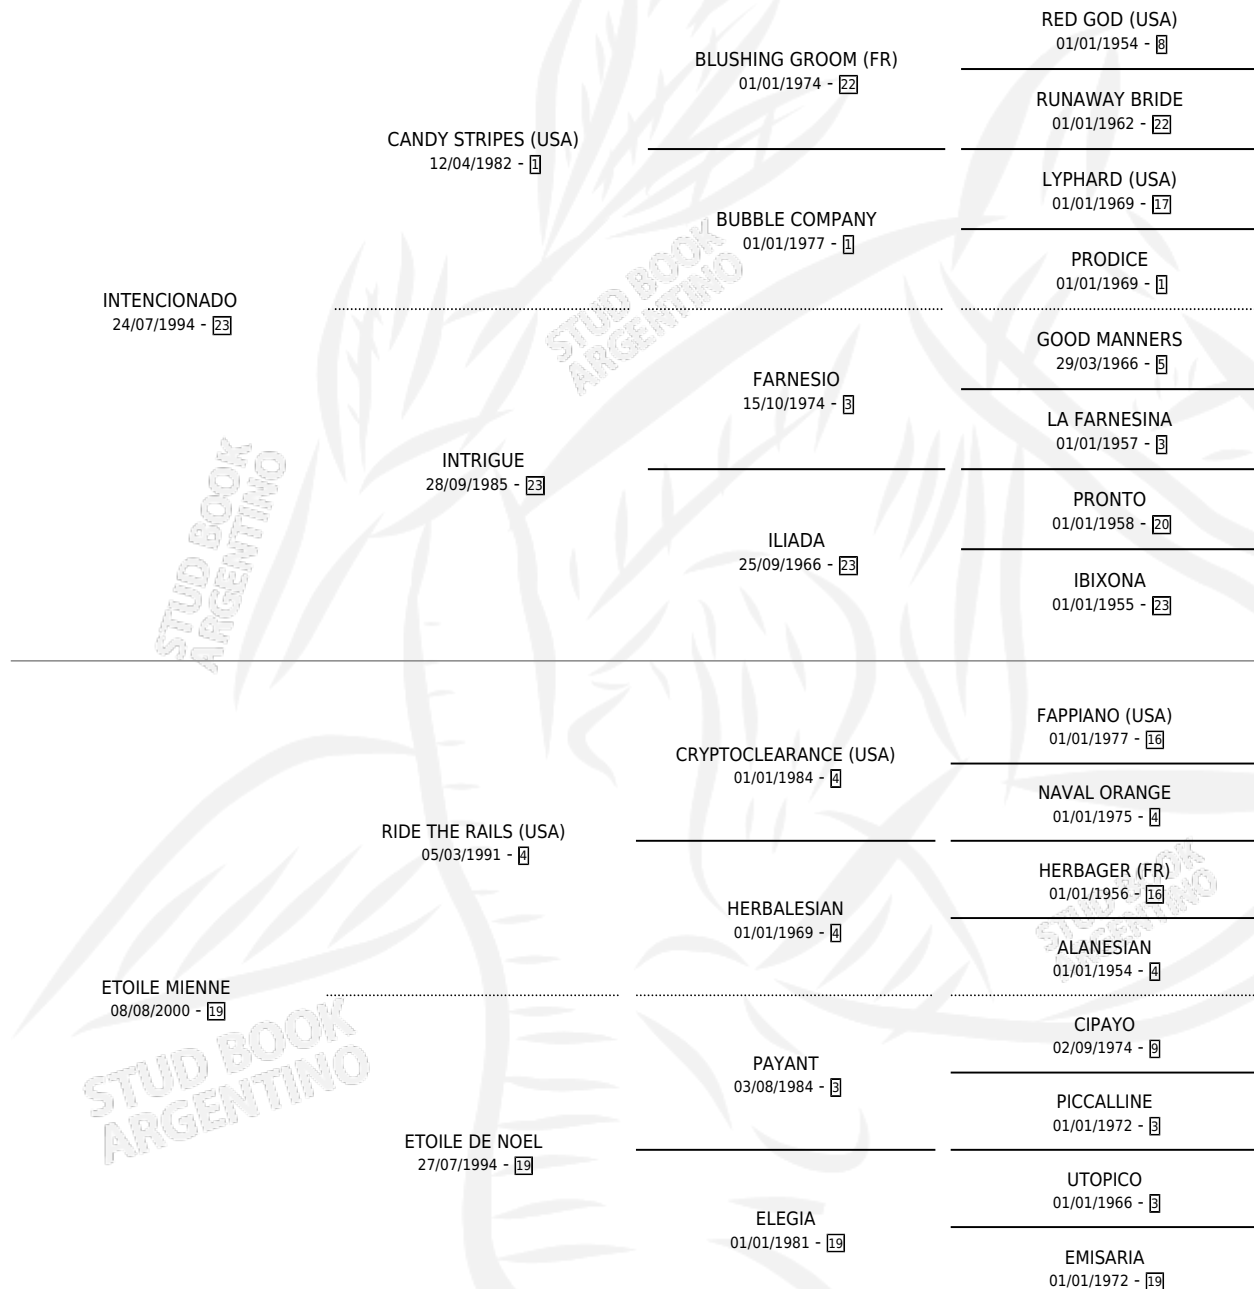 RED GOD (USA)
01/01/1954 - 8
BLUSHING GROOM (FR)
01/01/1974 - 22
RUNAWAY BRIDE
01/01/1962 - 22
CANDY STRIPES (USA)
12/04/1982 - 1
LYPHARD (USA)
01/01/1969 - 17
BUBBLE COMPANY
01/01/1977 - 1
PRODICE
01/01/1969 - 1
INTENCIONADO
24/07/1994 - 23
STUD BOOK
ARGENTINO
GOOD MANNERS
29/03/1966 - 5
FARNESIO
15/10/1974 - 3
LA FARNESINA
01/01/1957 - 3
INTRIGUE
28/09/1985 - 23
PRONTO
01/01/1958 - 20
ILIADA
25/09/1966 - 23
IBIXONA
01/01/1955 - 23
STUD BOOK
ARGENTINO
FAPPIANO (USA)
01/01/1977 - 16
CRYPTOCLEARANCE (USA)
01/01/1984 - 4
NAVAL ORANGE
01/01/1975 - 4
RIDE THE RAILS (USA)
05/03/1991 - 4
HERBAGER (FR)
01/01/1956 - 16
HERBALESIAN
01/01/1969 - 4
STUD BOOK
ARGENTINO
ALANESIAN
01/01/1954 - 4
ETOILE MIENNE
08/08/2000 - 19
STUD BOOK
ARGENTINO
CIPAYO
02/09/1974 - 9
PAYANT
03/08/1984 - 3
PICCALLINE
01/01/1972 - 3
ETOILE DE NOEL
27/07/1994 - 19
UTOPICO
01/01/1966 - 3
ELEGIA
01/01/1981 - 19
EMISARIA
01/01/1972 - 19